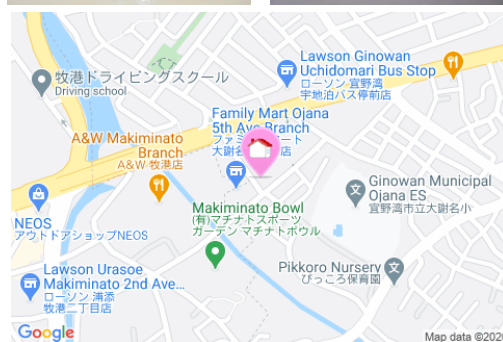 Lawson Ginowan
Uchidomari Bus Stop
ローソン 宜野湾
宇地泊バス停前店
牧港ドライビングスクール
Driving school
Family Mart Ojana
5th Ave Branch
ファミ ート
大謝名 店
A&W Makiminato
Branch
A&W 牧港店
Ginowan Municipal
Ojana ES
宜野湾市立大謝名小
Makiminato Bowl
(有)マチナトスポーツ
ガーデン マチナトボウル
NEOS
アウトドアショップNEOS
Pikkoro Nursery
ぴっころ保育園
Lawson Urasoe
Makiminato 2nd Ave...
ローソン 浦添
牧港二丁目店
Google
Map data ©202